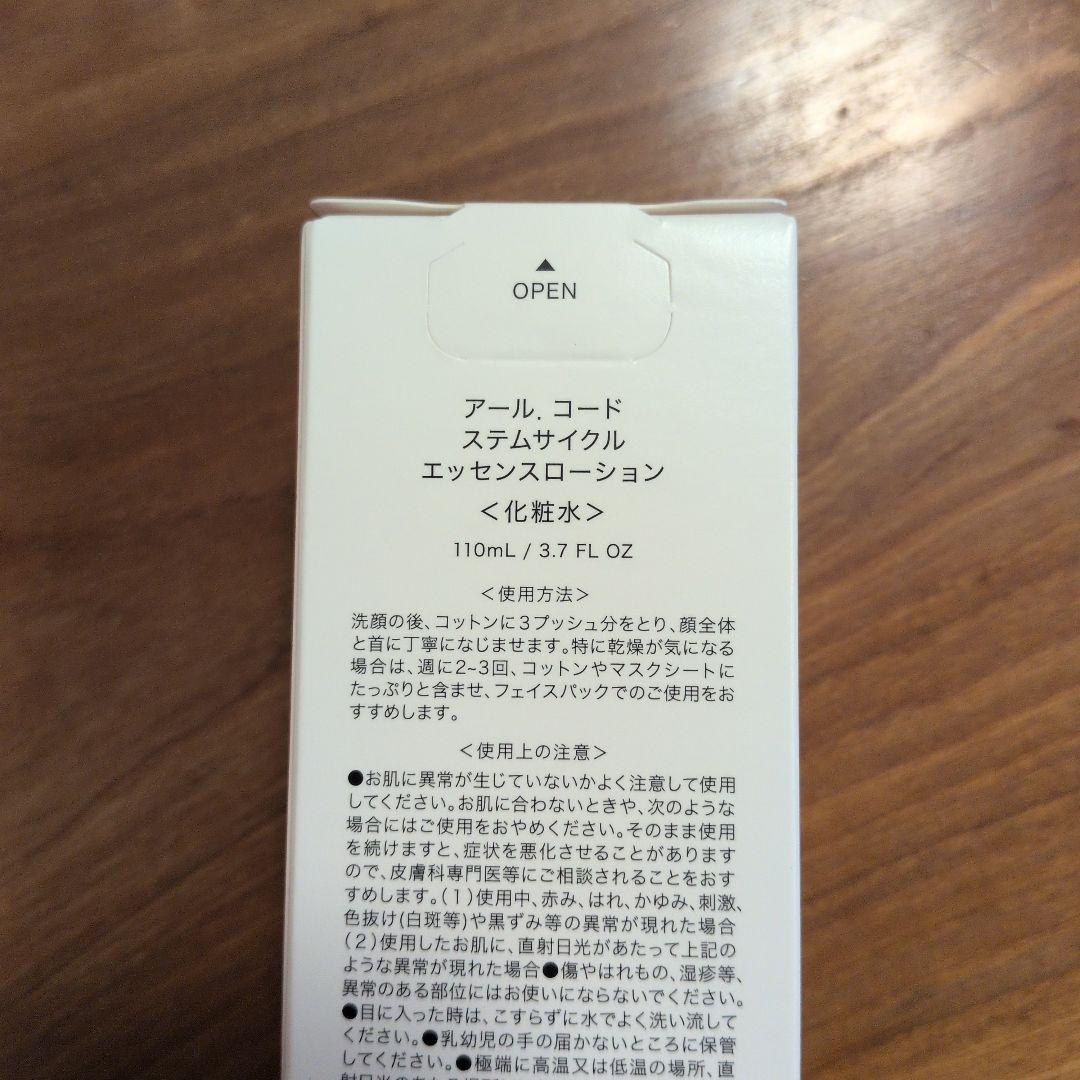 ▲
OPEN
アール. コード
ステムサイクル
エッセンスローション
＜化粧水＞
110mL / 3.7 FL OZ
＜使用方法＞
洗顔の後、コットンに3プッシュ分をとり、顔全体
と首に丁寧になじませます。特に乾燥が気になる
場合は、週に2~3回、コットンやマスクシートに
たっぷりと含ませ、フェイスパックでのご使用をお
すすめします。
＜使用上の注意＞
●お肌に異常が生じていないかよく注意して使用
してください。お肌に合わないときや、次のような
場合にはご使用をおやめください。そのまま使用
を続けますと、症状を悪化させることがあります
ので、皮膚科専門医等にご相談されることをおす
すめします。(1)使用中、赤み、はれ、かゆみ、刺激、
色抜け(白斑等)や黒ずみ等の異常が現れた場合
(2)使用したお肌に、直射日光があたって上記の
ような異常が現れた場合●傷やはれもの、湿疹等、
異常のある部位にはお使いにならないでください。
●目に入った時は、こすらずに水でよく洗い流して
ください。●乳幼児の手の届かないところに保管
してください。●極端に高温又は低温の場所、直
射日光のあたる場所